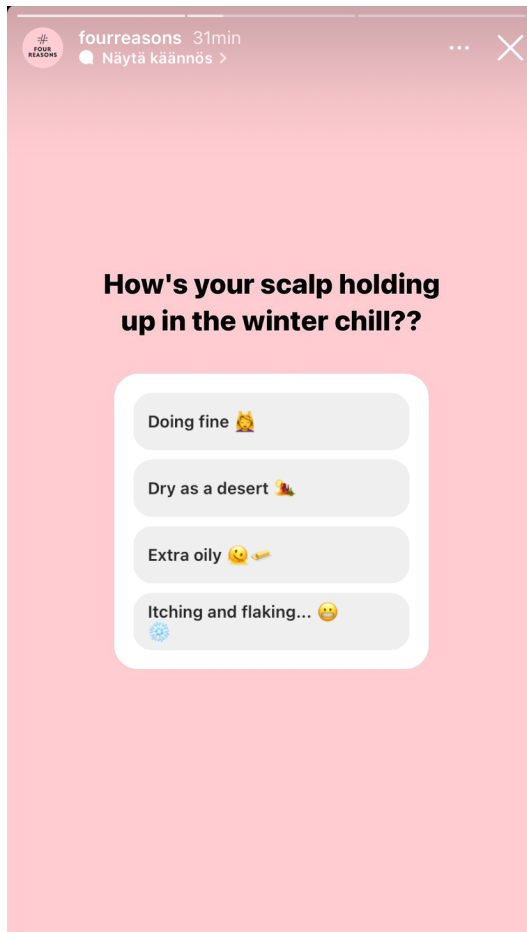 #
FOUR
REASONS
fourreasons 31min
Näytä käännös >
How's your scalp holding
up in the winter chill??
Doing fine 💆‍♀️
Dry as a desert 🏜️
Extra oily 🫠🫔
Itching and flaking... 😬
❄️